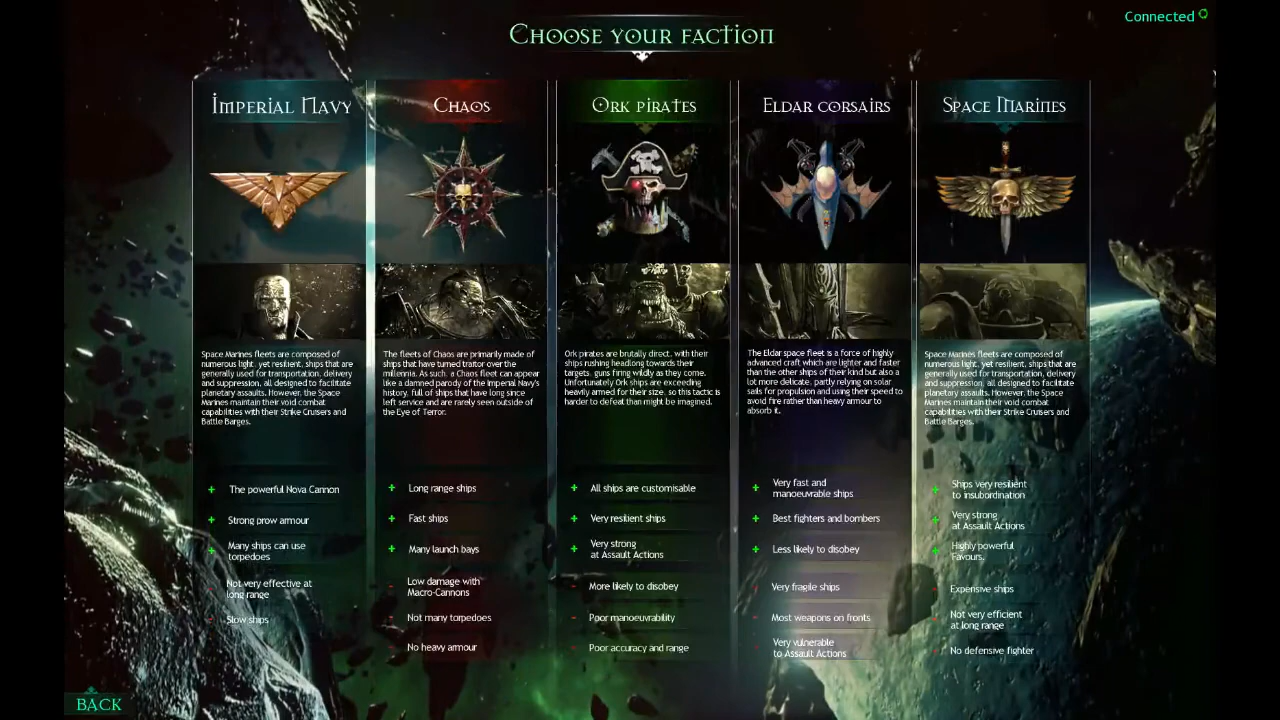 Connected
Choose your faction
Imperial Navy
Space Marines fleets are composed of
numerous light, yet resilient, ships that are
generally used for transportation, delivery
and suppression, all designed to facilitate
planetary assaults. However, the Space
Marines maintain their void combat
capabilities with their Strike Cruisers and
Battle Barges.
+ The powerful Nova Cannon
+ Strong prow armour
+ Many ships can use
torpedoes
Not very effective at
long range
- Slow ships
Chaos
The fleets of Chaos are primarily made of
ships that have turned traitor over the
millennia. As such, a Chaos fleet can appear
like a damned parody of the Imperial Navy's
history, full of ships that have long since
left service and are rarely seen outside of
the Eye of Terror.
+ Long range ships
+ Fast ships
+ Many launch bays
- Low damage with
Macro-Cannons
- Not many torpedoes
- No heavy armour
Ork pirates
Ork pirates are brutally direct, with their
ships rushing headlong towards their
targets, guns firing wildly as they come.
Unfortunately Ork ships are exceeding
heavily armed for their size, so this tactic is
harder to defeat than might be imagined.
+ All ships are customisable
+ Very resilient ships
+ Very strong
at Assault Actions
- More likely to disobey
- Poor manoeuvrability
- Poor accuracy and range
Eldar corsairs
The Eldar space fleet is a force of highly
advanced craft which are lighter and faster
than the other ships of their kind but also a
lot more delicate, partly relying on solar
sails for propulsion and using their speed to
avoid fire rather than heavy armour to
absorb it.
+ Very fast and
manoeuvrable ships
+ Best fighters and bombers
+ Less likely to disobey
- Very fragile ships
- Most weapons on fronts
- Very vulnerable
to Assault Actions
Space Marines
Space Marines fleets are composed of
numerous light, yet resilient, ships that are
generally used for transportation, delivery
and suppression, all designed to facilitate
planetary assaults. However, the Space
Marines maintain their void combat
capabilities with their Strike Cruisers and
Battle Barges.
+ Ships very resilient
to insubordination
+ Very strong
at Assault Actions
+ Highly powerful
Favours.
- Expensive ships
- Not very efficient
at long range
- No defensive fighter
BACK